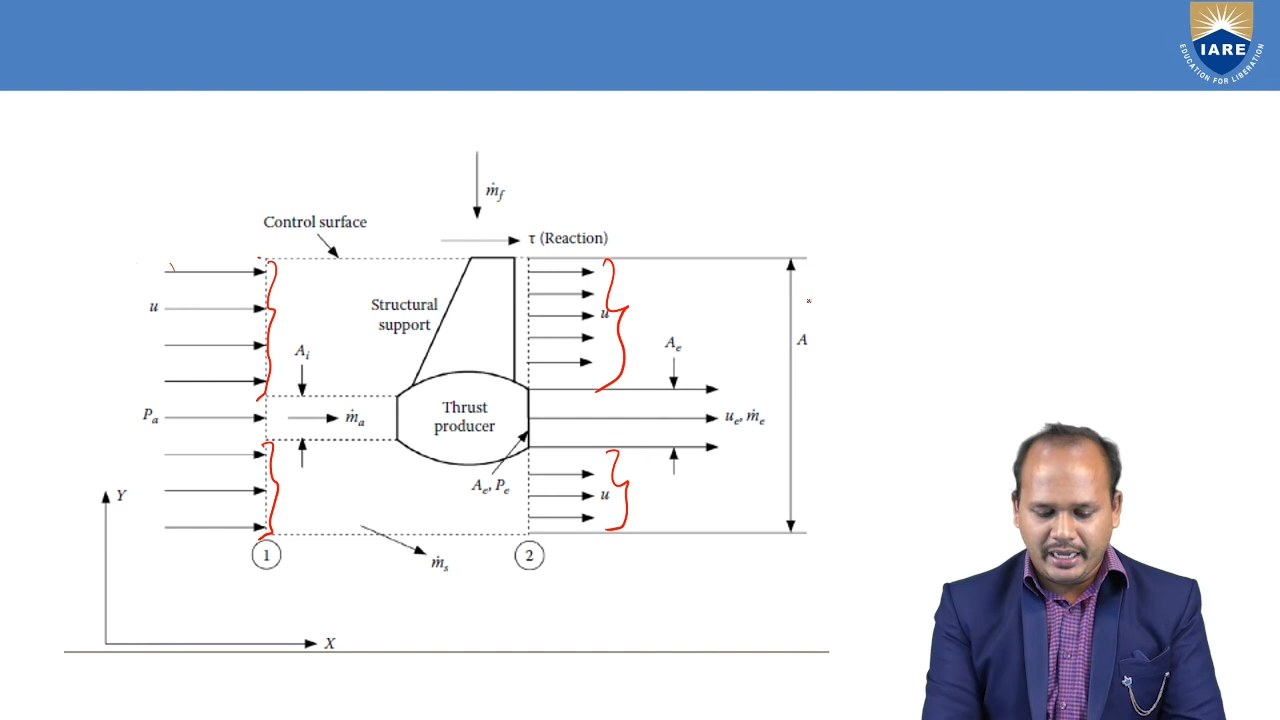 IARE
EDUCATION FOR LIBERATION
ṁf
Control surface
τ (Reaction)
u
Structural
support
u
Ai
Ae
A
Pa
ṁa
Thrust
producer
ue, ṁe
Ae, Pe
u
Y
1
2
ṁs
X